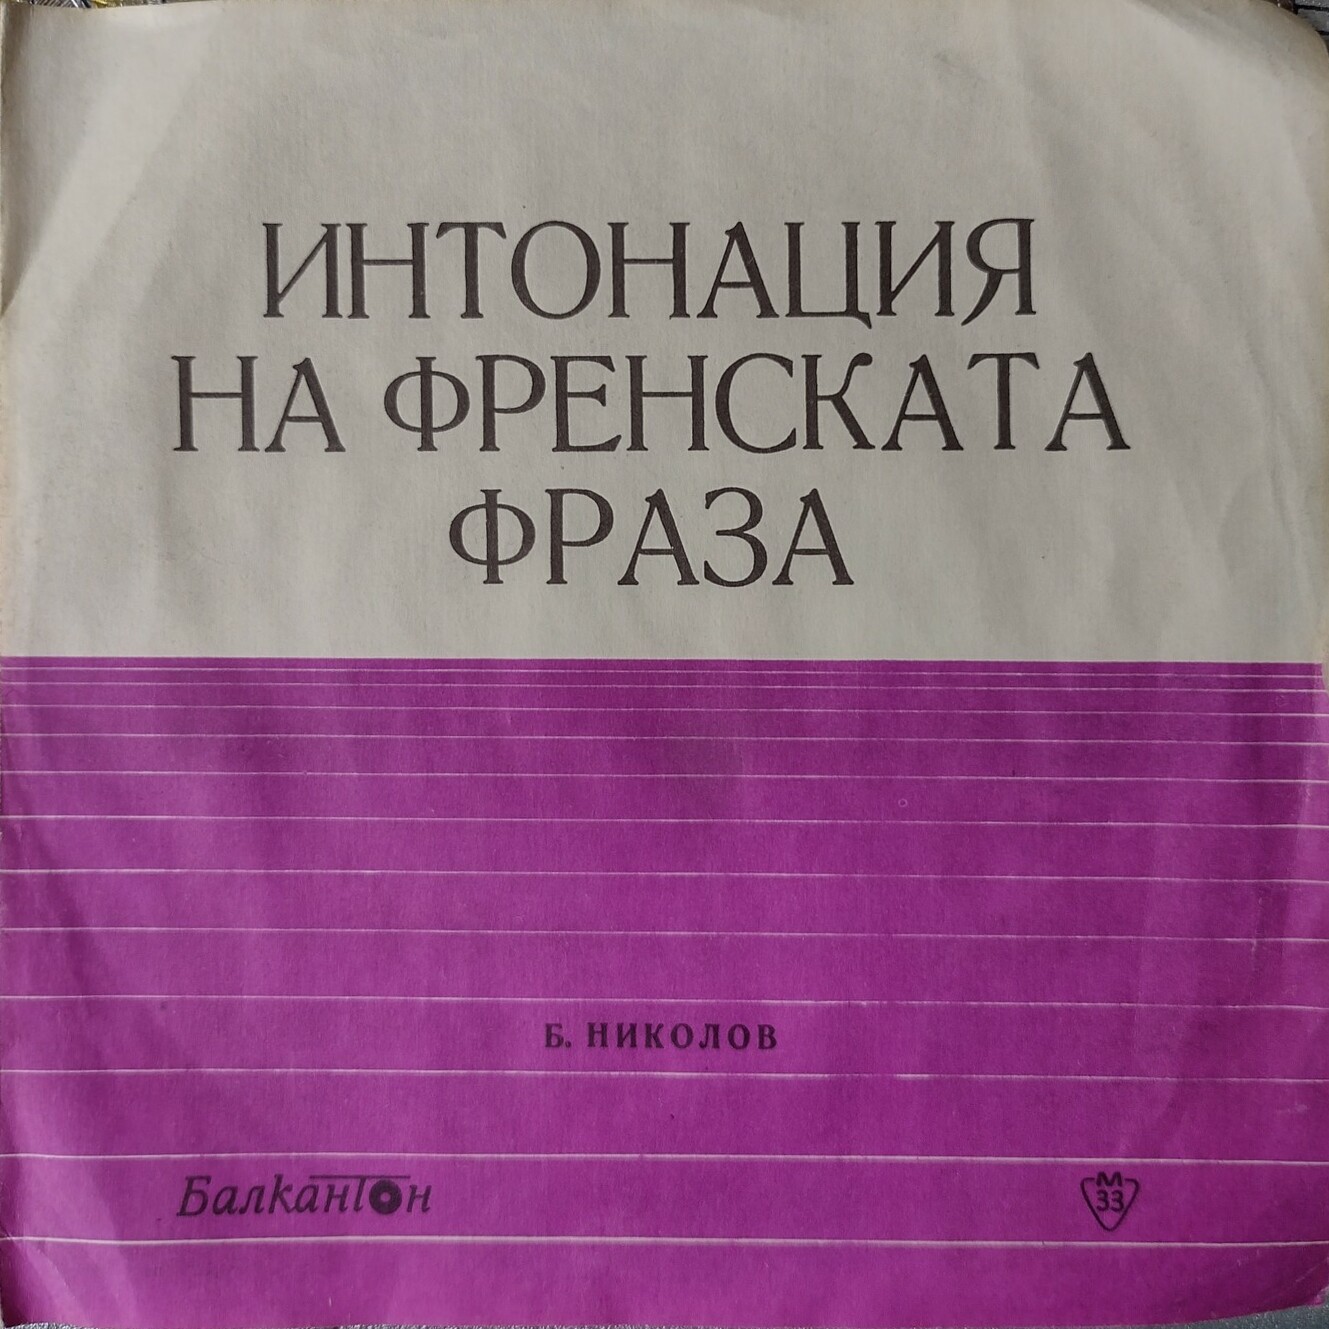 ИНТОНАЦИЯ
НА ФРЕНСКАТА
ФРАЗА
Б. НИКОЛОВ
Балкантон
М
33